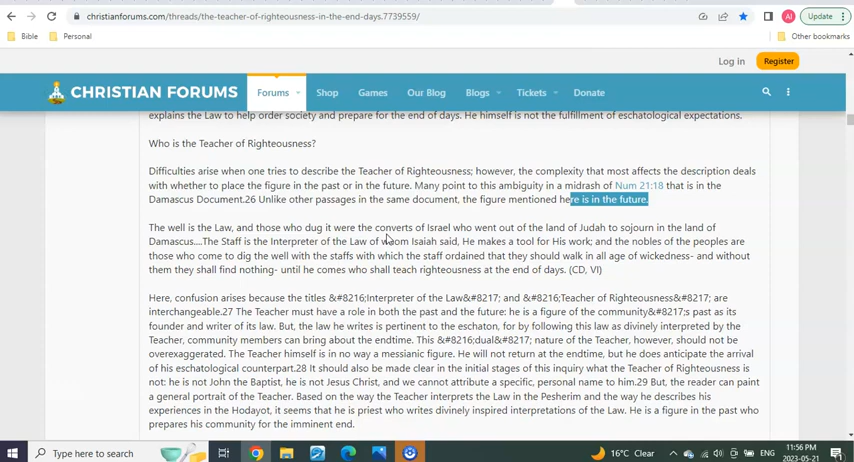 christianforums.com/threads/the-teacher-of-righteousness-in-the-end-days.7739559/
AI
Update
Bible
Personal
Other bookmarks
Log in
Register
CHRISTIAN FORUMS
Forums
Shop
Games
Our Blog
Blogs
Tickets
Donate
explains the Law to help order society and prepare for the end of days. He himself is not the fulfillment of eschatological expectations.
Who is the Teacher of Righteousness?
Difficulties arise when one tries to describe the Teacher of Righteousness; however, the complexity that most affects the description deals
with whether to place the figure in the past or in the future. Many point to this ambiguity in a midrash of Num 21:18 that is in the
Damascus Document.26 Unlike other passages in the same document, the figure mentioned here is in the future.
The well is the Law, and those who dug it were the converts of Israel who went out of the land of Judah to sojourn in the land of
Damascus....The Staff is the Interpreter of the Law of whom Isaiah said, He makes a tool for His work; and the nobles of the peoples are
those who come to dig the well with the staffs with which the staff ordained that they should walk in all age of wickedness- and without
them they shall find nothing- until he comes who shall teach righteousness at the end of days. (CD, VI)
Here, confusion arises because the titles &#8216;Interpreter of the Law&#8217; and &#8216;Teacher of Righteousness&#8217; are
interchangeable.27 The Teacher must have a role in both the past and the future: he is a figure of the community&#8217;s past as its
founder and writer of its law. But, the law he writes is pertinent to the eschaton, for by following this law as divinely interpreted by the
Teacher, community members can bring about the endtime. This &#8216;dual&#8217; nature of the Teacher, however, should not be
overexaggerated. The Teacher himself is in no way a messianic figure. He will not return at the endtime, but he does anticipate the arrival
of his eschatological counterpart.28 It should also be made clear in the initial stages of this inquiry what the Teacher of Righteousness is
not: he is not John the Baptist, he is not Jesus Christ, and we cannot attribute a specific, personal name to him.29 But, the reader can paint
a general portrait of the Teacher. Based on the way the Teacher interprets the Law in the Pesherim and the way he describes his
experiences in the Hodayot, it seems that he is priest who writes divinely inspired interpretations of the Law. He is a figure in the past who
prepares his community for the imminent end.
Type here to search
16°C Clear
ENG
11:56 PM
2023-05-21